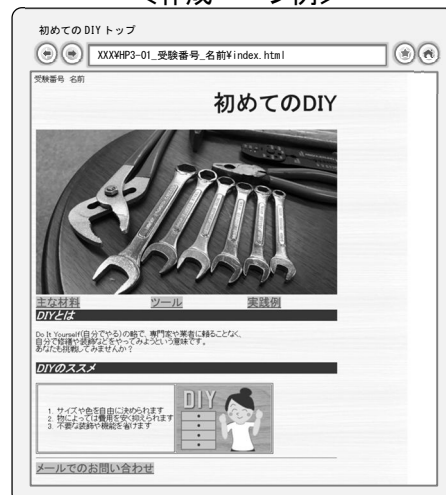 初めての DIY トップ
XXX¥HP3-01_受験番号_名前¥index.html
受験番号 名前
初めてのDIY
主な材料 ツール 実践例
DIYとは
Do It Yourself(自分でやる)の略で、専門家や業者に頼ることなく、
自分で修繕や装飾などをやってみようという意味です。
あなたも挑戦してみませんか？
DIYのススメ
1. サイズや色を自由に決められます
2. 物によっては費用を安く抑えられます
3. 不要な装飾や機能を省けます
DIY
メールでのお問い合わせ